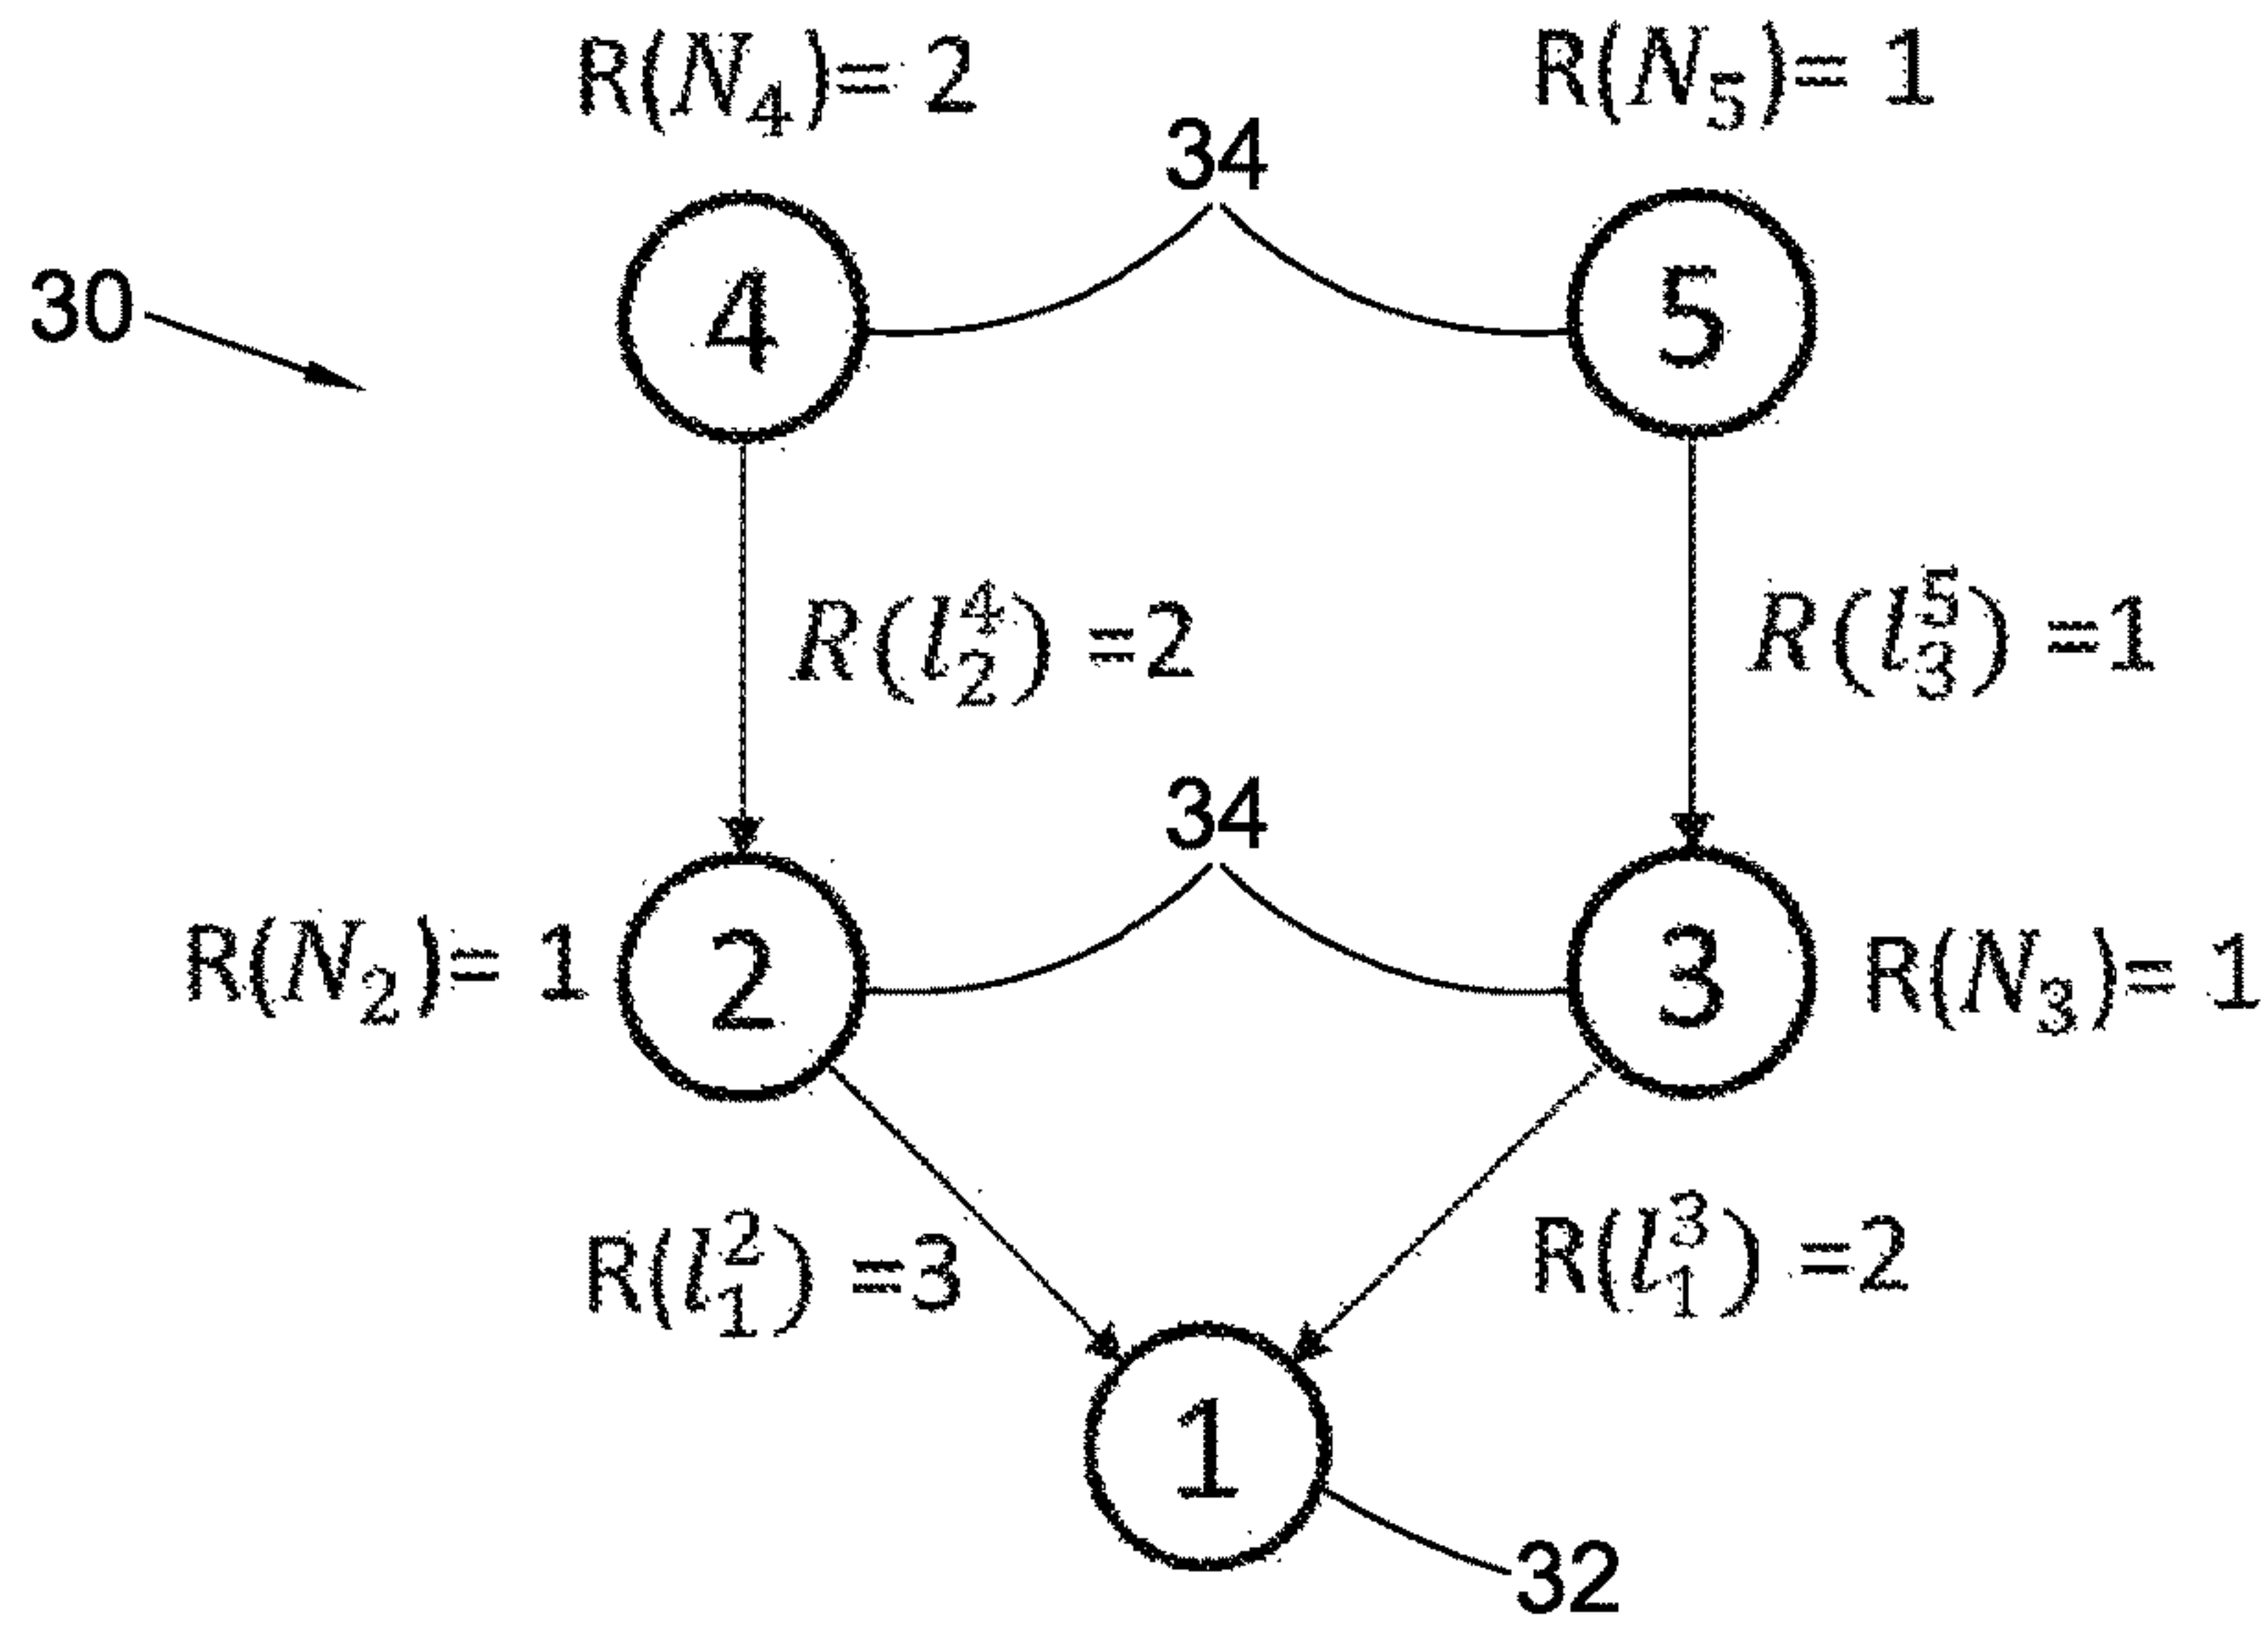 R(N₄)= 2
R(N₅)= 1
34
30
4
5
R(l₂⁴) =2
R(l₃⁵) =1
34
R(N₂)= 1
2
3
R(N₃)= 1
R(l₁²) =3
R(l₁³) =2
1
32